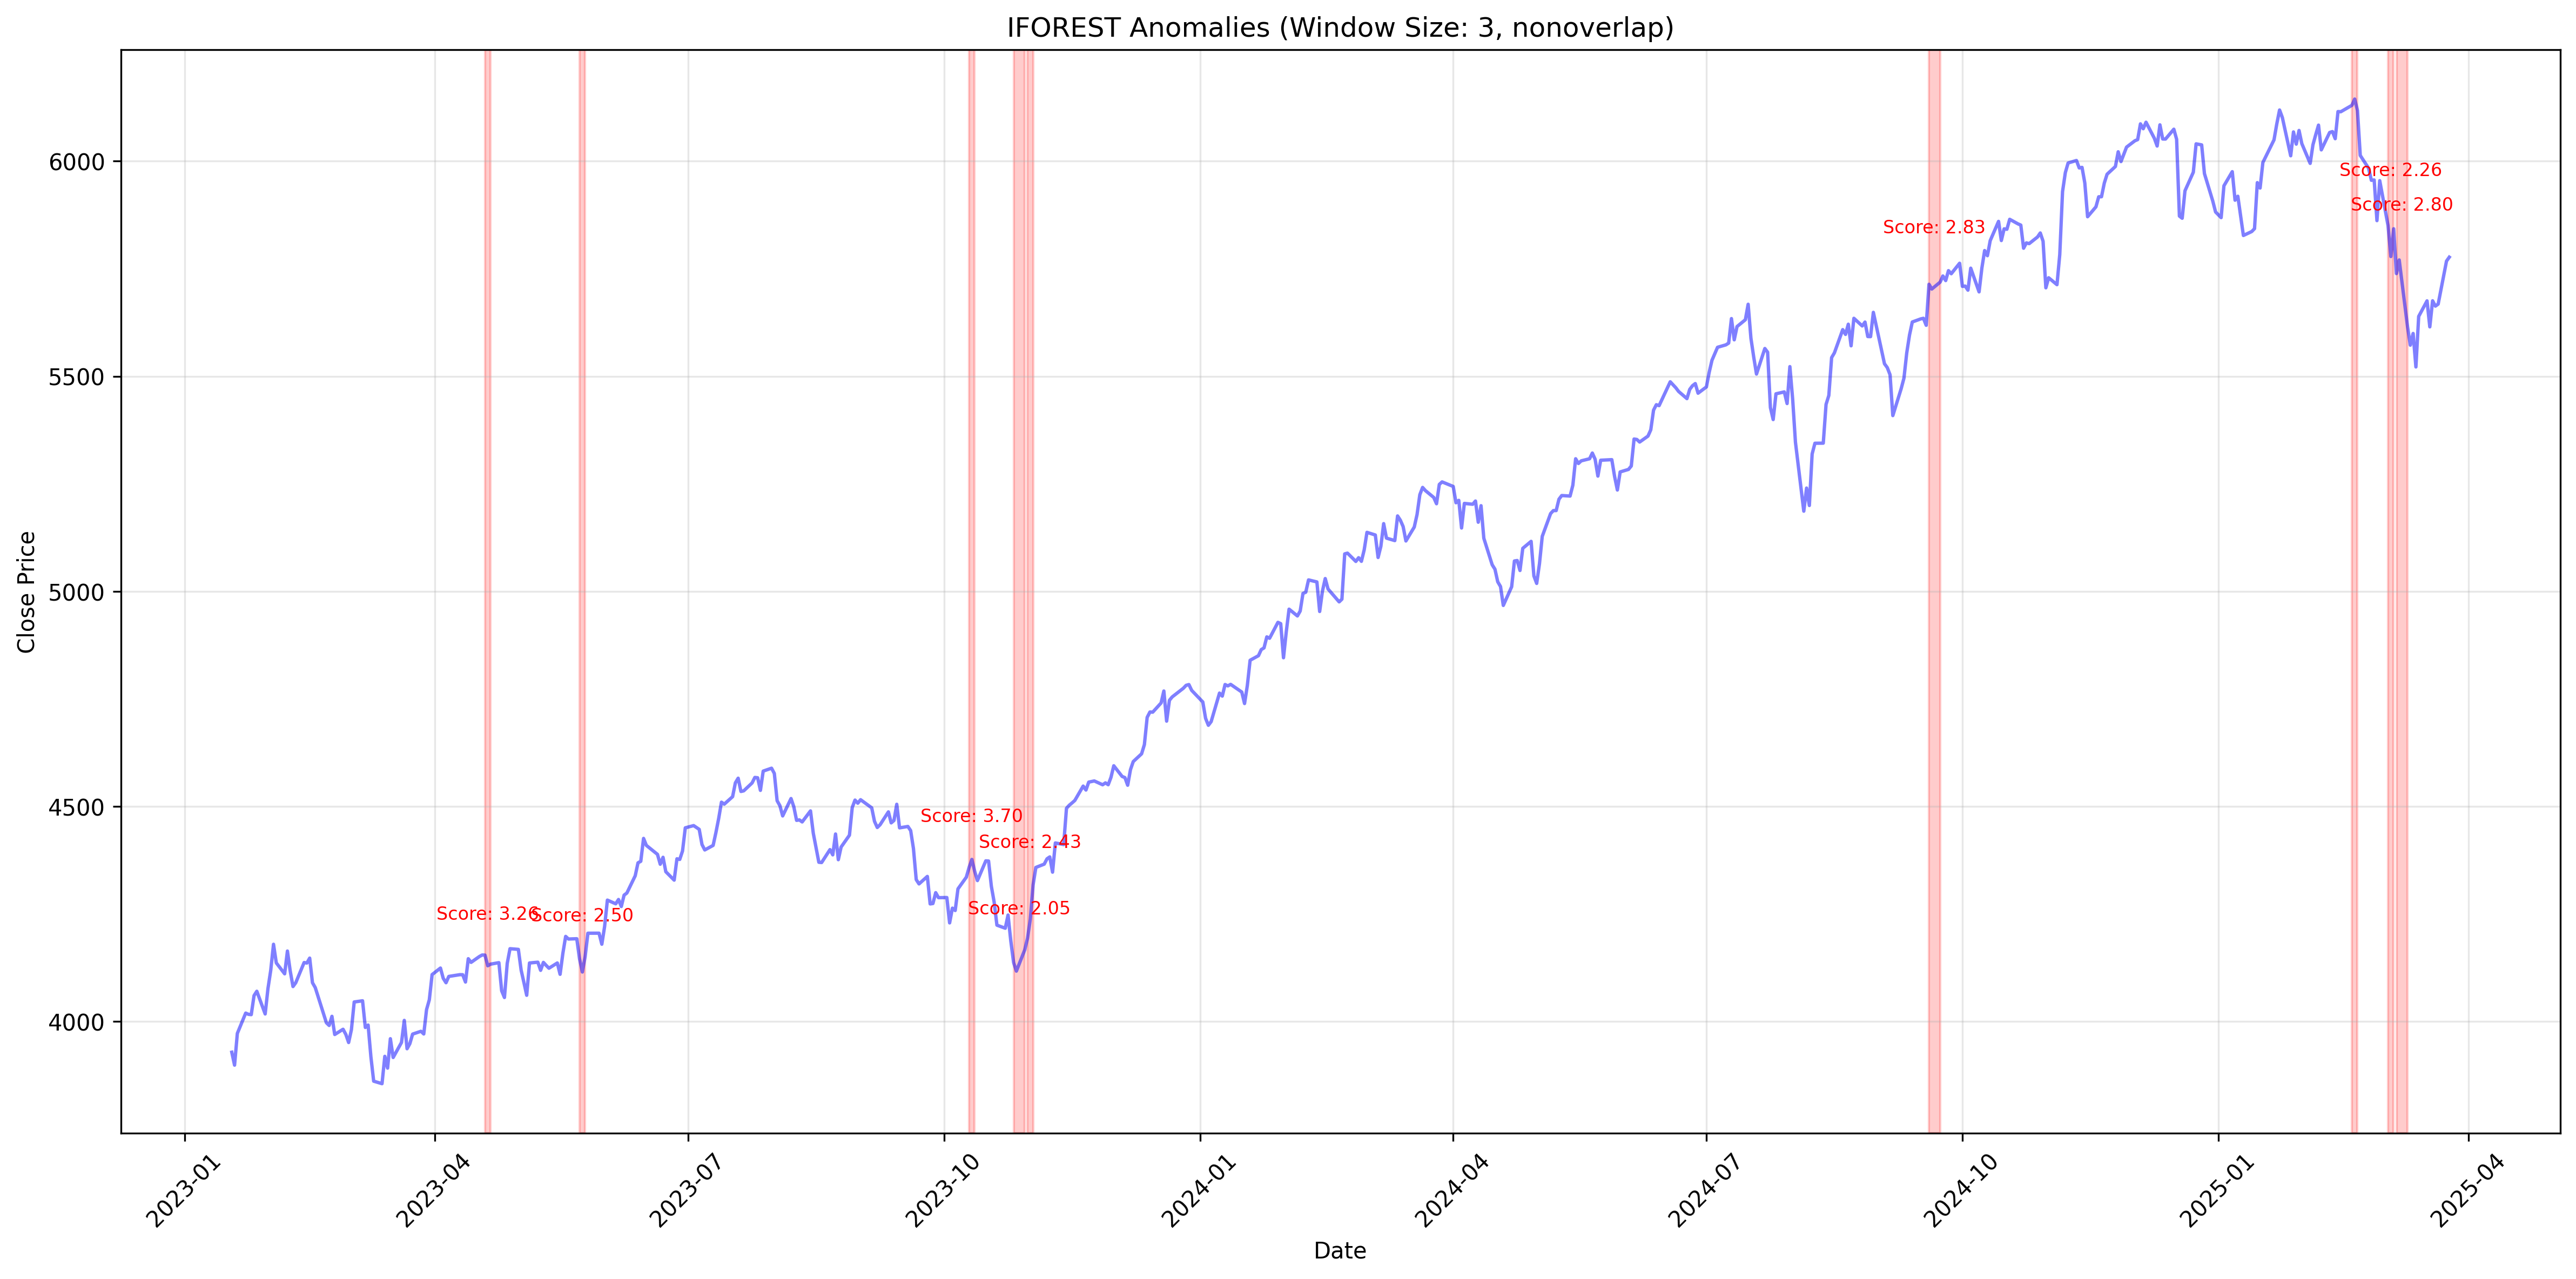 IFOREST Anomalies (Window Size: 3, nonoverlap)
Close Price
6000
5500
5000
4500
4000
Score: 2.26
Score: 2.80
Score: 2.83
Score: 3.70
Score: 2.43
Score: 2.05
Score: 3.26
Score: 2.50
2023-01
2023-04
2023-07
2023-10
2024-01
2024-04
2024-07
2024-10
2025-01
2025-04
Date